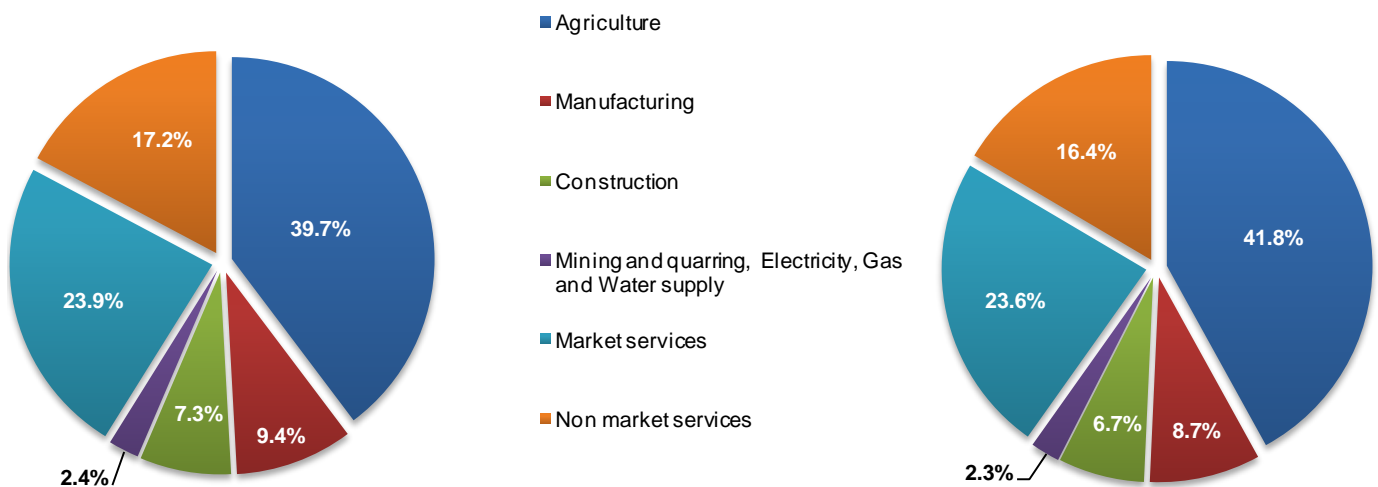 Agriculture
Manufacturing
Construction
Mining and quarring, Electricity, Gas
and Water supply
Market services
Non market services
17.2%
39.7%
23.9%
7.3%
9.4%
2.4%
16.4%
41.8%
23.6%
6.7%
8.7%
2.3%